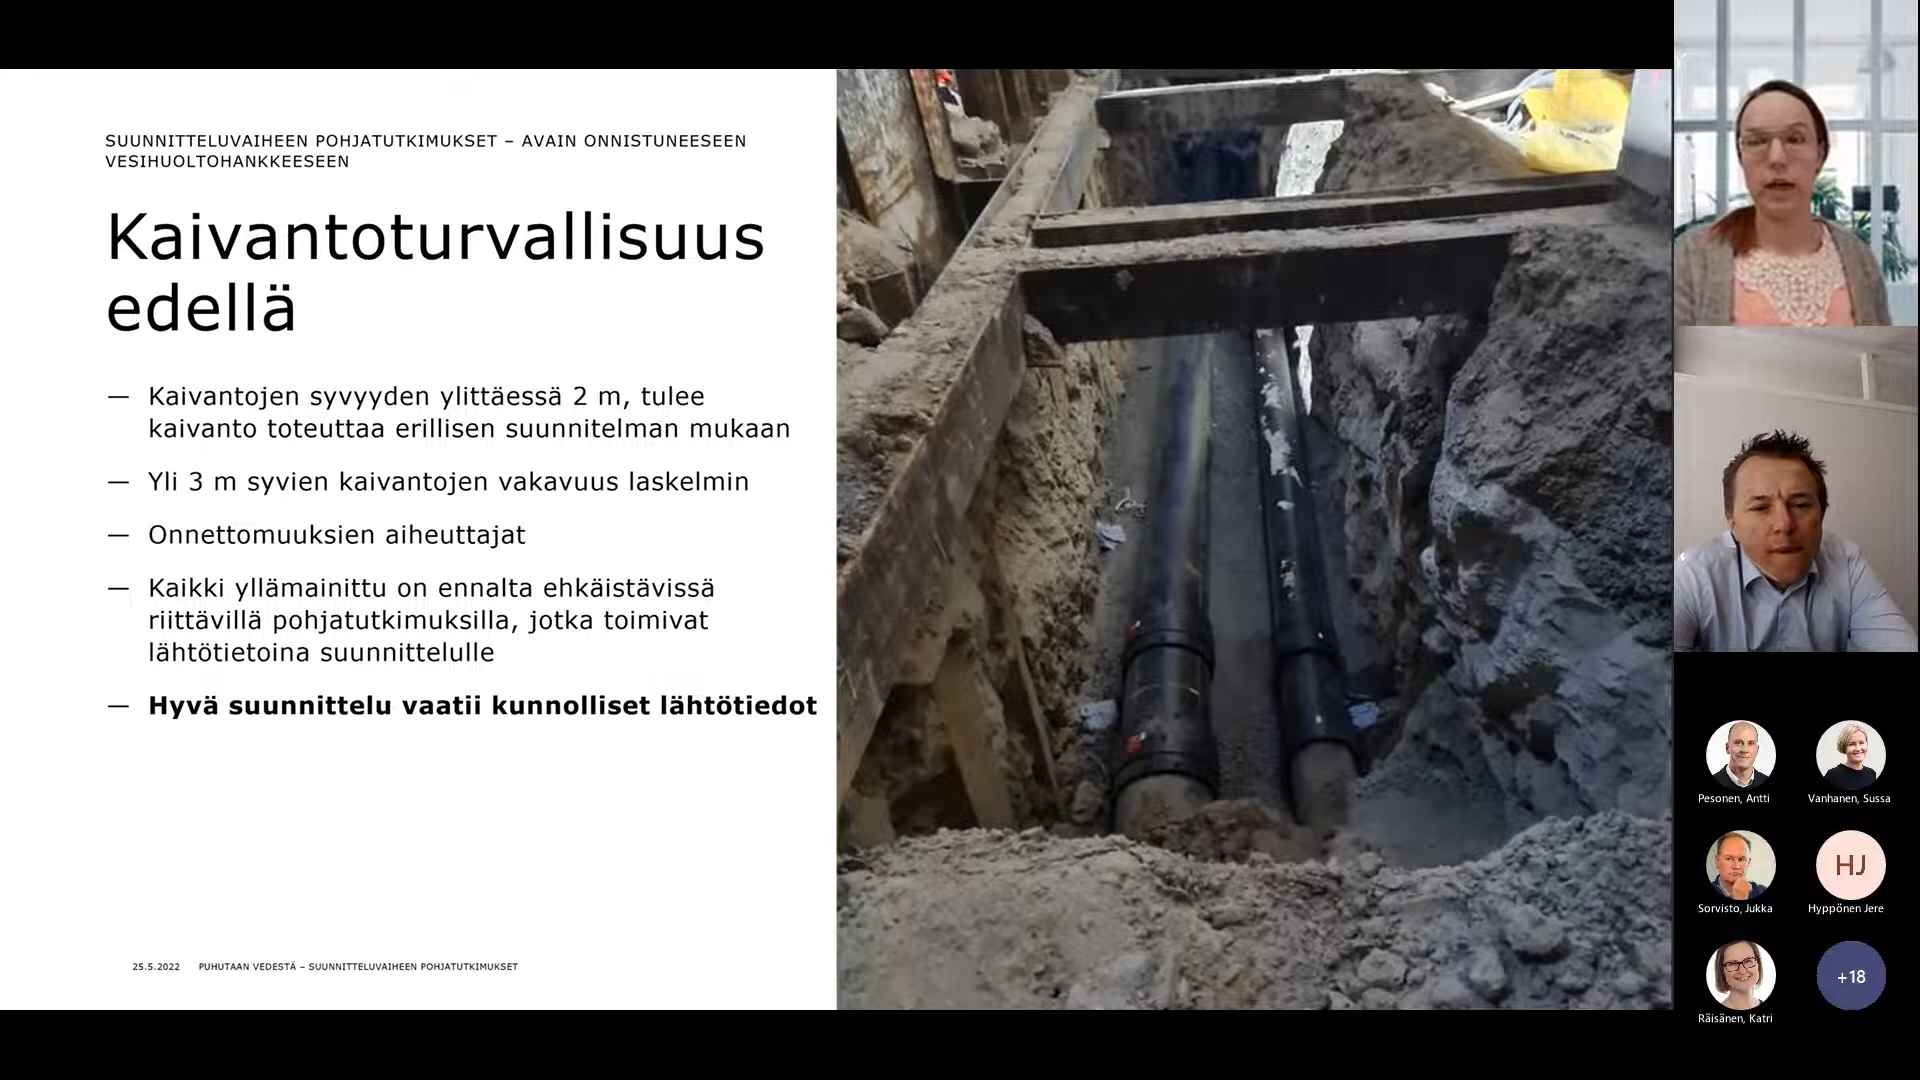 SUUNNITTELUVAIHEEN POHJATUTKIMUKSET – AVAIN ONNISTUNEESEEN
VESIHUOLTOHANKKEESEEN
Kaivantoturvallisuus
edellä
— Kaivantojen syvyyden ylittäessä 2 m, tulee
kaivanto toteuttaa erillisen suunnitelman mukaan
— Yli 3 m syvien kaivantojen vakavuus laskelmin
— Onnettomuuksien aiheuttajat
— Kaikki yllämainittu on ennalta ehkäistävissä
riittävillä pohjatutkimuksilla, jotka toimivat
lähtötietoina suunnittelulle
— Hyvä suunnittelu vaatii kunnolliset lähtötiedot
25.5.2022 PUHUTAAN VEDESTÄ – SUUNNITTELUVAIHEEN POHJATUTKIMUKSET
Pesonen, Antti
Vanhanen, Sussa
Sorvisto, Jukka
HJ
Hyppönen Jere
Räisänen, Katri
+18